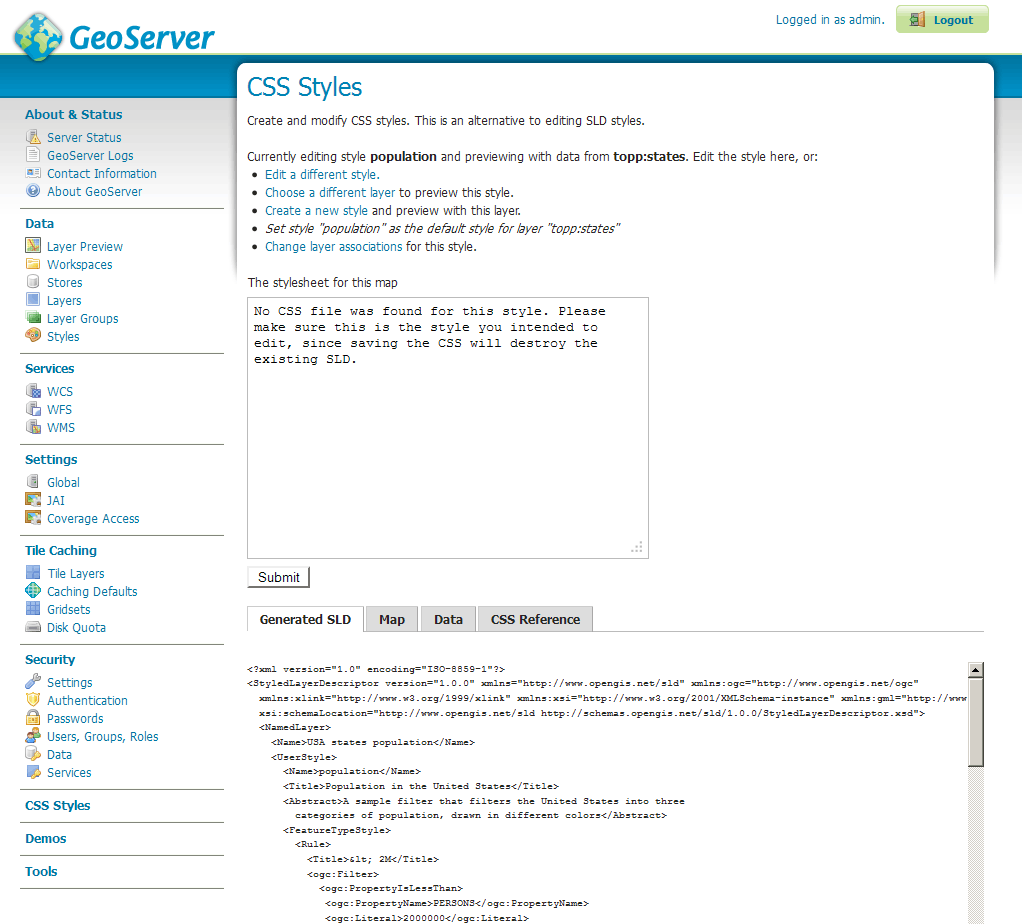 GeoServer
Logged in as admin.
Logout
About & Status
Server Status
GeoServer Logs
Contact Information
About GeoServer
Data
Layer Preview
Workspaces
Stores
Layers
Layer Groups
Styles
Services
WCS
WFS
WMS
Settings
Global
JAI
Coverage Access
Tile Caching
Tile Layers
Caching Defaults
Gridsets
Disk Quota
Security
Settings
Authentication
Passwords
Users, Groups, Roles
Data
Services
CSS Styles
Demos
Tools
CSS Styles
Create and modify CSS styles. This is an alternative to editing SLD styles.
Currently editing style population and previewing with data from topp:states. Edit the style here, or:
• Edit a different style.
• Choose a different layer to preview this style.
• Create a new style and preview with this layer.
• Set style "population" as the default style for layer "topp:states"
• Change layer associations for this style.
The stylesheet for this map
No CSS file was found for this style. Please
make sure this is the style you intended to
edit, since saving the CSS will destroy the
existing SLD.
Submit
Generated SLD Map Data CSS Reference
<?xml version="1.0" encoding="ISO-8859-1"?>
<StyledLayerDescriptor version="1.0.0" xmlns="http://www.opengis.net/sld" xmlns:ogc="http://www.opengis.net/ogc"
xmlns:xlink="http://www.w3.org/1999/xlink" xmlns:xsi="http://www.w3.org/2001/XMLSchema-instance" xmlns:gml="http://www
xsi:schemaLocation="http://www.opengis.net/sld http://schemas.opengis.net/sld/1.0.0/StyledLayerDescriptor.xsd">
<NamedLayer>
<Name>USA states population</Name>
<UserStyle>
<Name>population</Name>
<Title>Population in the United States</Title>
<Abstract>A sample filter that filters the United States into three
categories of population, drawn in different colors</Abstract>
<FeatureTypeStyle>
<Rule>
<Title>&lt; 2M</Title>
<ogc:Filter>
<ogc:PropertyIsLessThan>
<ogc:PropertyName>PERSONS</ogc:PropertyName>
<ogc:Literal>2000000</ogc:Literal>